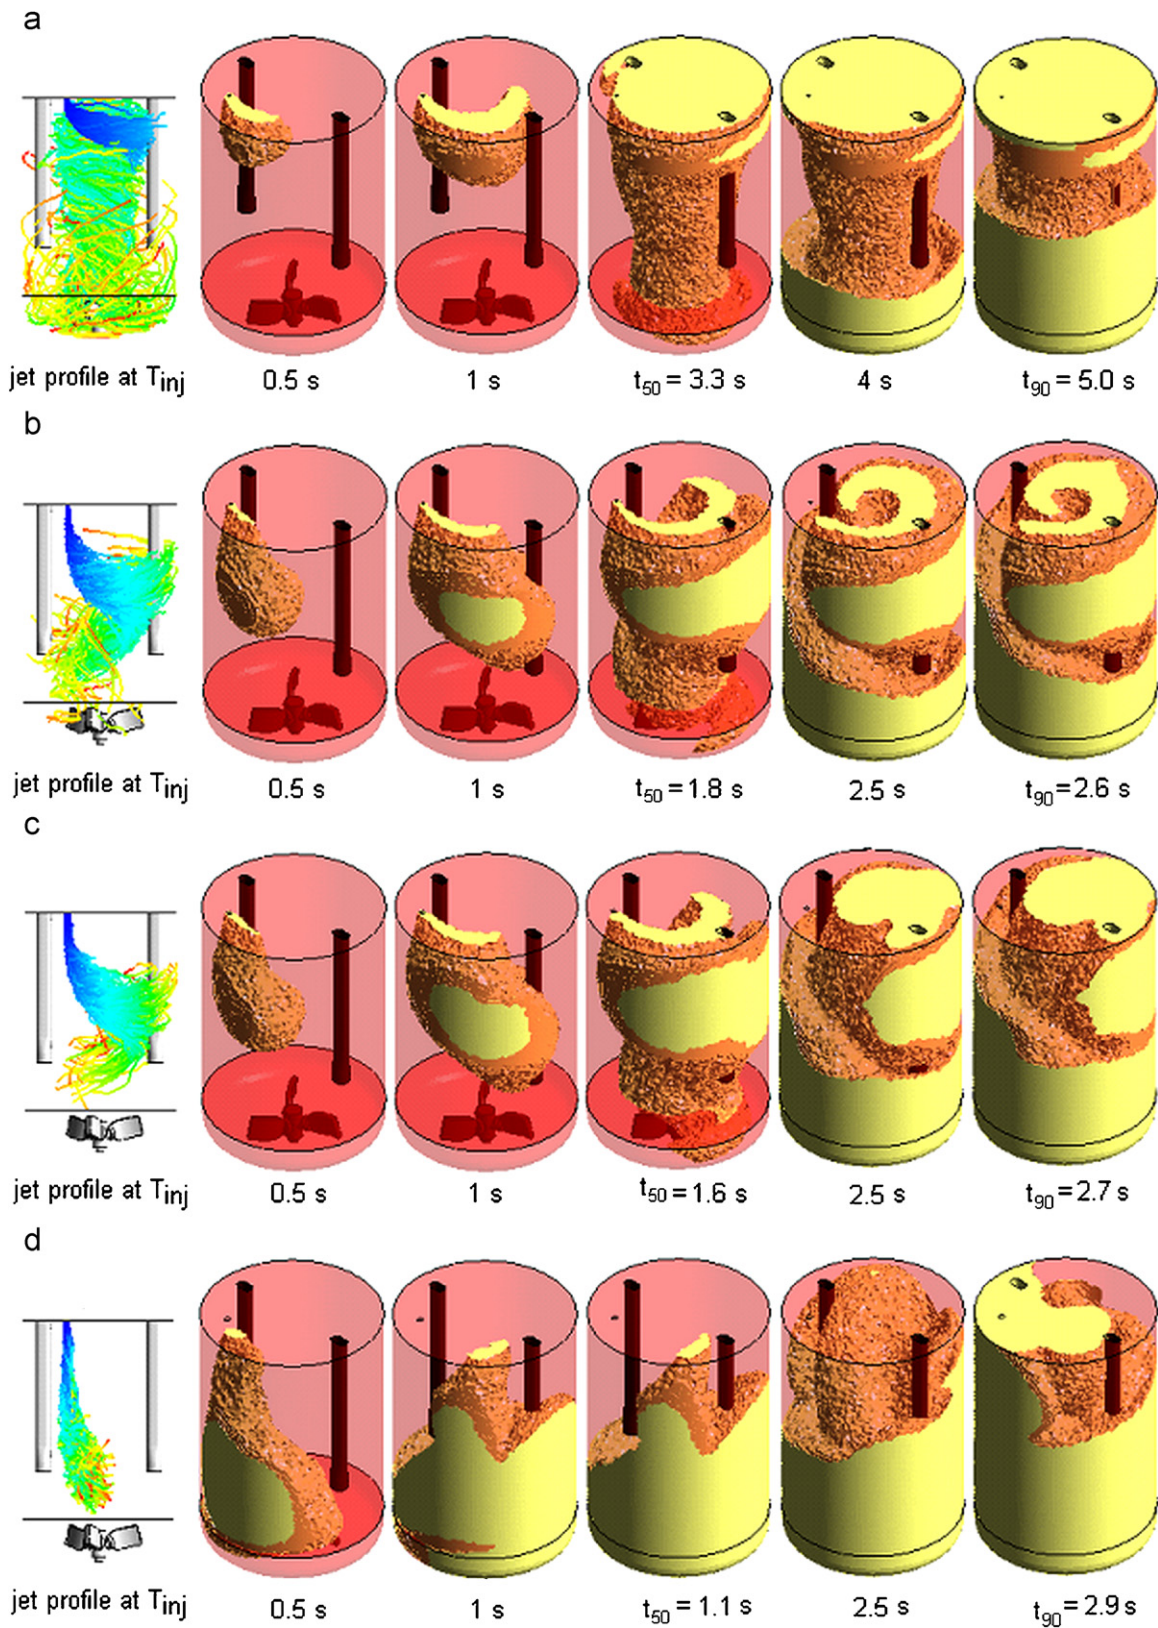 a
jet profile at Tinj 0.5 s 1 s t50 = 3.3 s 4 s t90 = 5.0 s
b
jet profile at Tinj 0.5 s 1 s t50 = 1.8 s 2.5 s t90 = 2.6 s
c
jet profile at Tinj 0.5 s 1 s t50 = 1.6 s 2.5 s t90 = 2.7 s
d
jet profile at Tinj 0.5 s 1 s t50 = 1.1 s 2.5 s t90 = 2.9 s